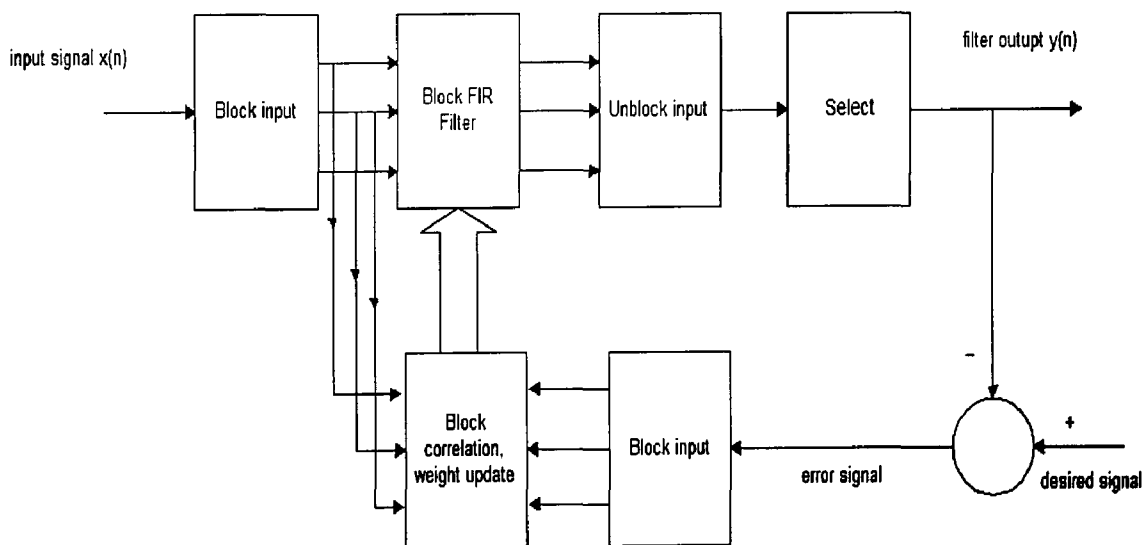 input signal x(n)
Block input
Block FIR
Filter
Unblock input
Select
filter outupt y(n)
-
+
desired signal
error signal
Block input
Block
correlation,
weight update